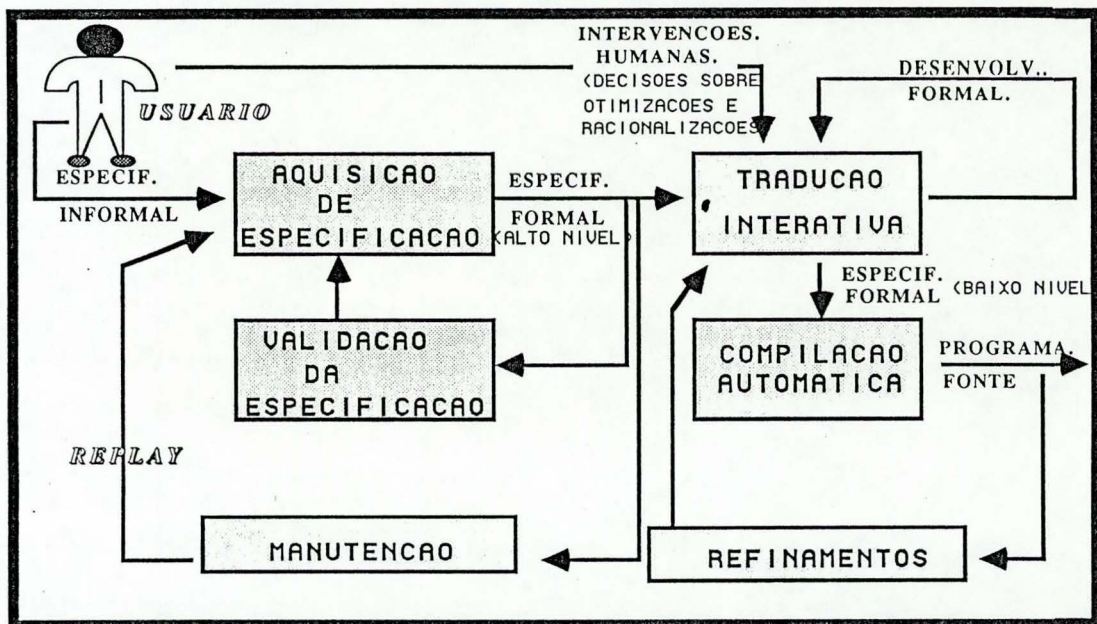 INTERVENCOES.
HUMANAS.
(DECISOES SOBRE
OTIMIZACOES E
RACIONALIZACOES
DESENVOLV..
FORMAL.
USUARIO
ESPECIF.
INFORMAL
AQUISICAO
DE
ESPECIFICACAO
ESPECIF.
FORMAL
(ALTO NIVEL)
TRADUCAO
INTERATIVA
ESPECIF.
FORMAL (BAIXO NIVEL
VALIDACAO
DA
ESPECIFICACAO
COMPILACAO
AUTOMATICA
PROGRAMA.
FONTE
REPLAY
MANUTENCAO
REFINAMENTOS